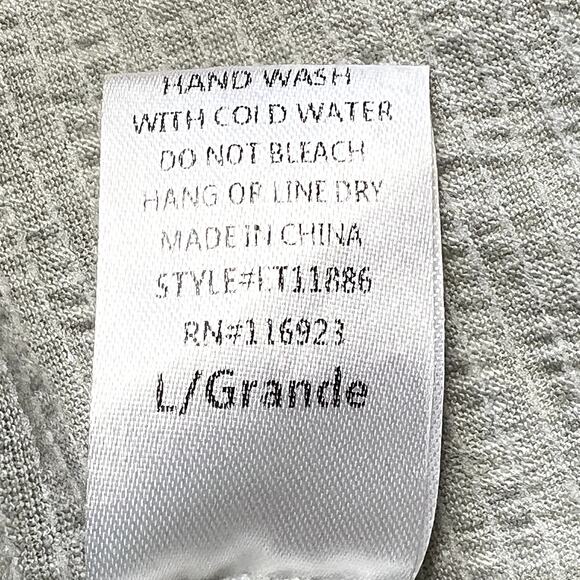 HAND WASH
WITH COLD WATER
DO NOT BLEACH
HANG OR LINE DRY
MADE IN CHINA
STYLE#ET11886
RN#116923
L/Grande